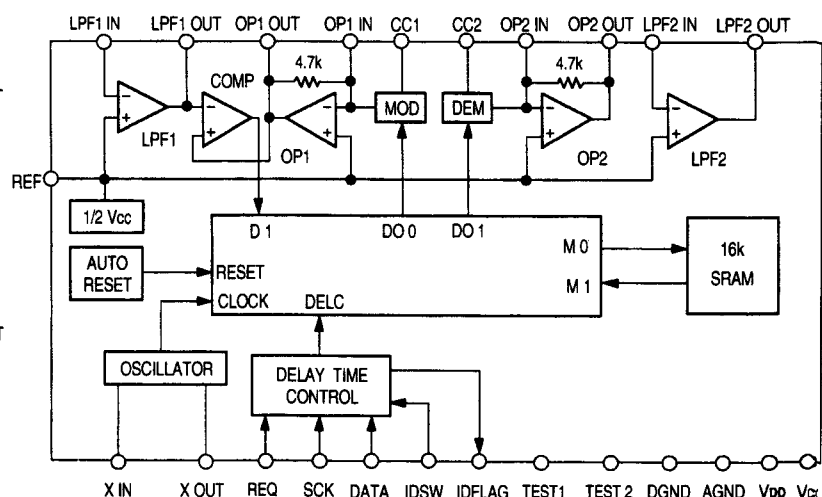 LPF1 IN LPF1 OUT OP1 OUT OP1 IN CC1 CC2 OP2 IN OP2 OUT LPF2 IN LPF2 OUT
4.7k 4.7k
COMP
MOD DEM
LPF1 OP1 OP2 LPF2
REF
1/2 Vcc
D 1 DO 0 DO 1
M 0
16k
SRAM
AUTO
RESET
RESET
M 1
CLOCK DELC
OSCILLATOR
DELAY TIME
CONTROL
X IN X OUT REQ SCK DATA IDSW IDFLAG TEST1 TEST 2 DGND AGND VDD